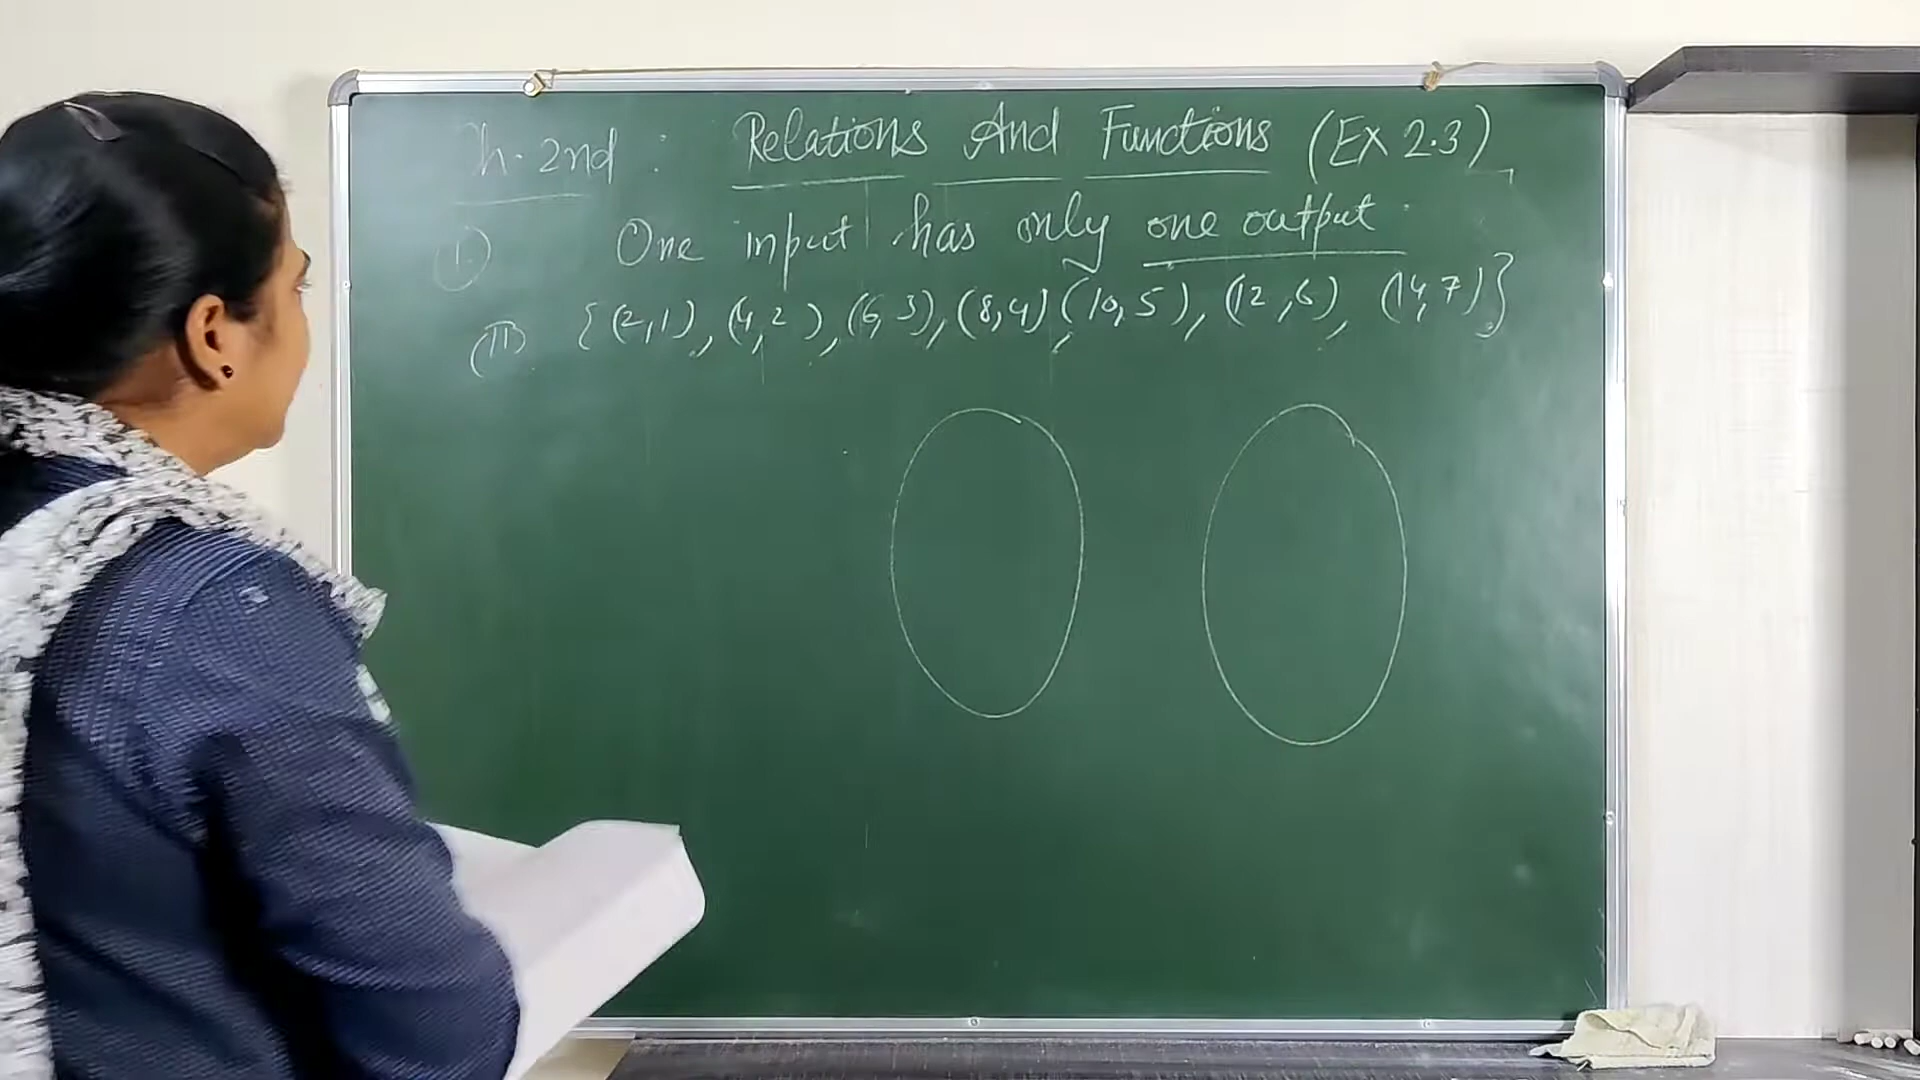 Ch. 2nd : Relations And Functions (Ex 2.3)
1. One input has only one output.
(II) {(2,1), (4,2), (6,3), (8,4) (10,5), (12,6), (14,7)}